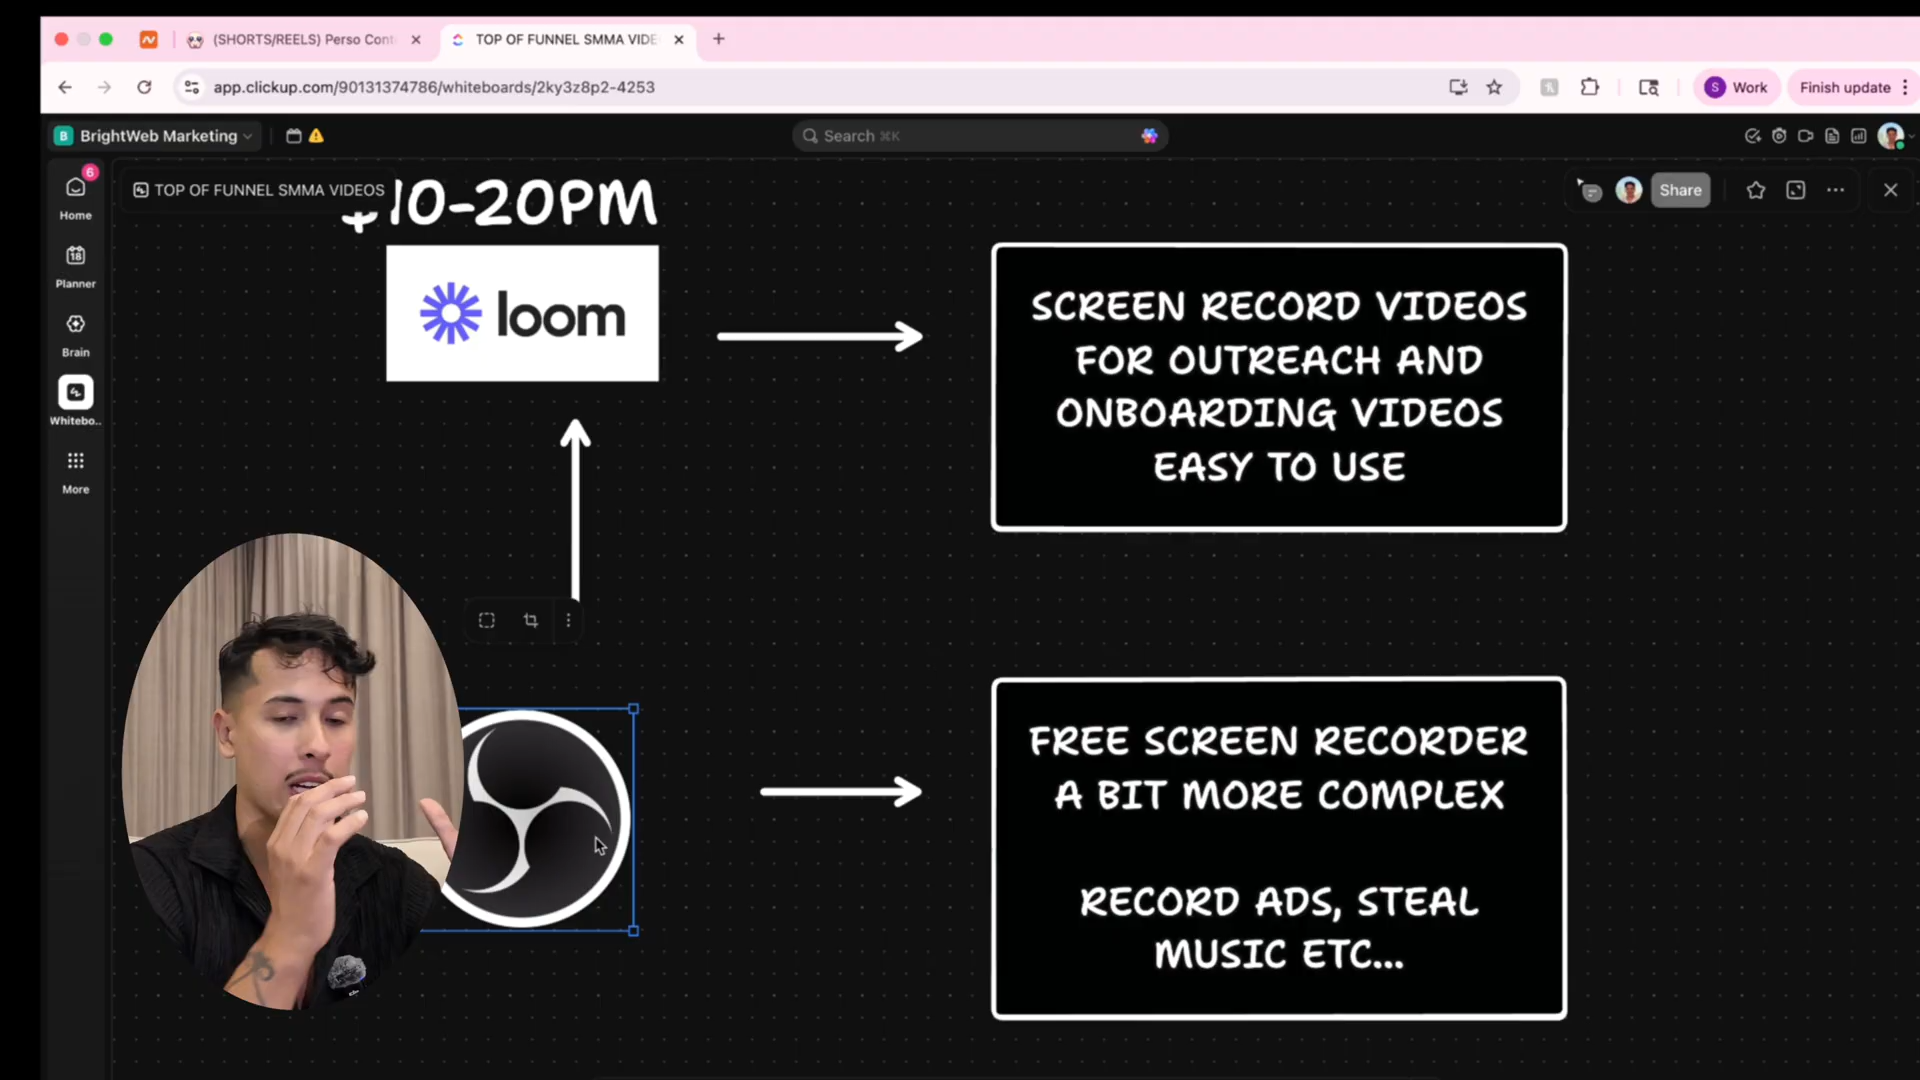 (SHORTS/REELS) Perso Cont
TOP OF FUNNEL SMMA VIDE
app.clickup.com/90131374786/whiteboards/2ky3z8p2-4253
S Work
Finish update
B BrightWeb Marketing
Search ⌘K
6
Home
18
Planner
Brain
Whitebo..
More
TOP OF FUNNEL SMMA VIDEOS
Share
$10-20PM
loom
SCREEN RECORD VIDEOS
FOR OUTREACH AND
ONBOARDING VIDEOS
EASY TO USE
FREE SCREEN RECORDER
A BIT MORE COMPLEX
RECORD ADS, STEAL
MUSIC ETC...